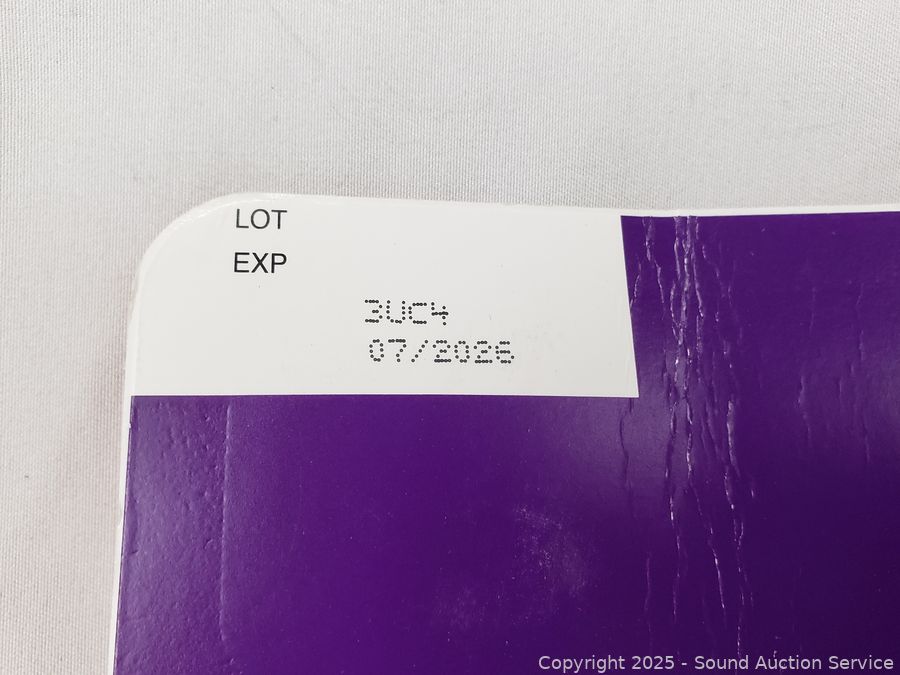 LOT
EXP
3UC4
07/2026
Copyright 2025 - Sound Auction Service